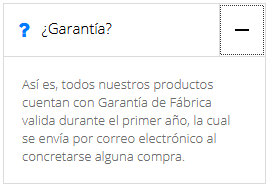 ? ¿Garantía?
Así es, todos nuestros productos
cuentan con Garantía de Fábrica
valida durante el primer año, la cual
se envía por correo electrónico al
concretarse alguna compra.